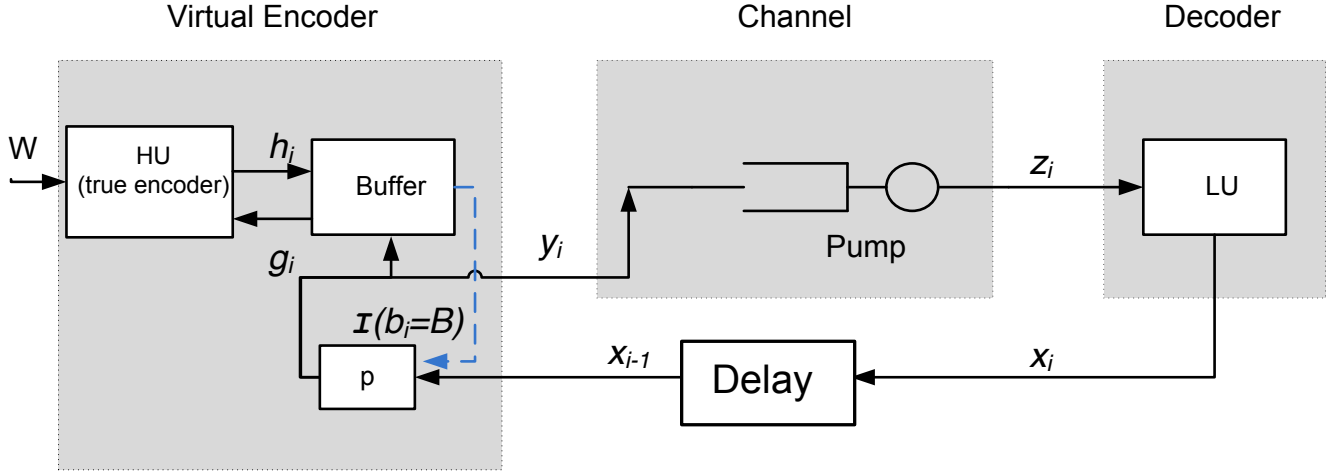 Virtual Encoder
Channel
Decoder
W
HU
(true encoder)
h_i
Buffer
g_i
y_i
Pump
z_i
LU
I(b_i=B)
p
x_{i-1}
Delay
x_i